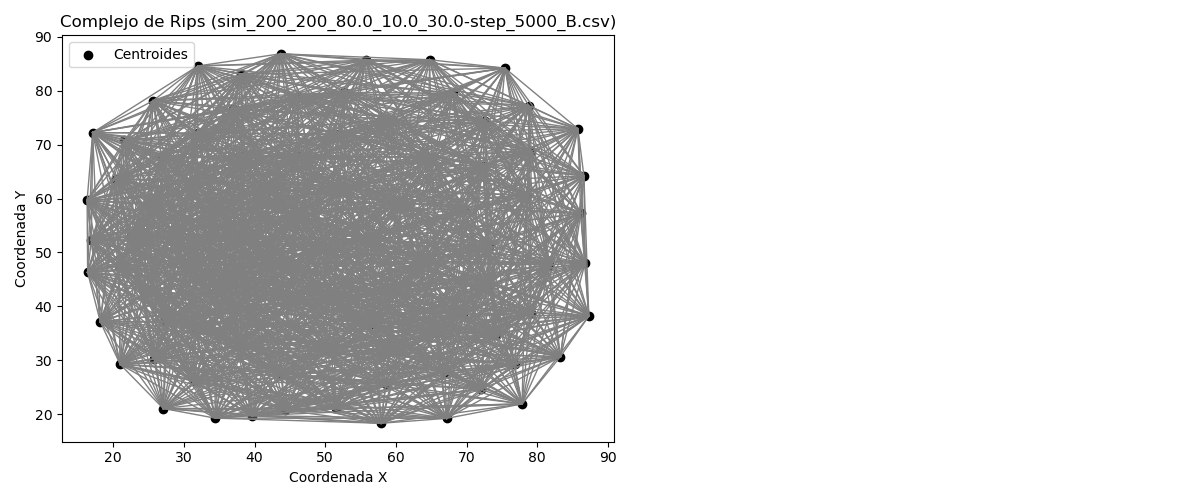 Complejo de Rips (sim_200_200_80.0_10.0_30.0-step_5000_B.csv)
Centroides
90
80
70
60
50
40
30
20
Coordenada Y
20 30 40 50 60 70 80 90
Coordenada X